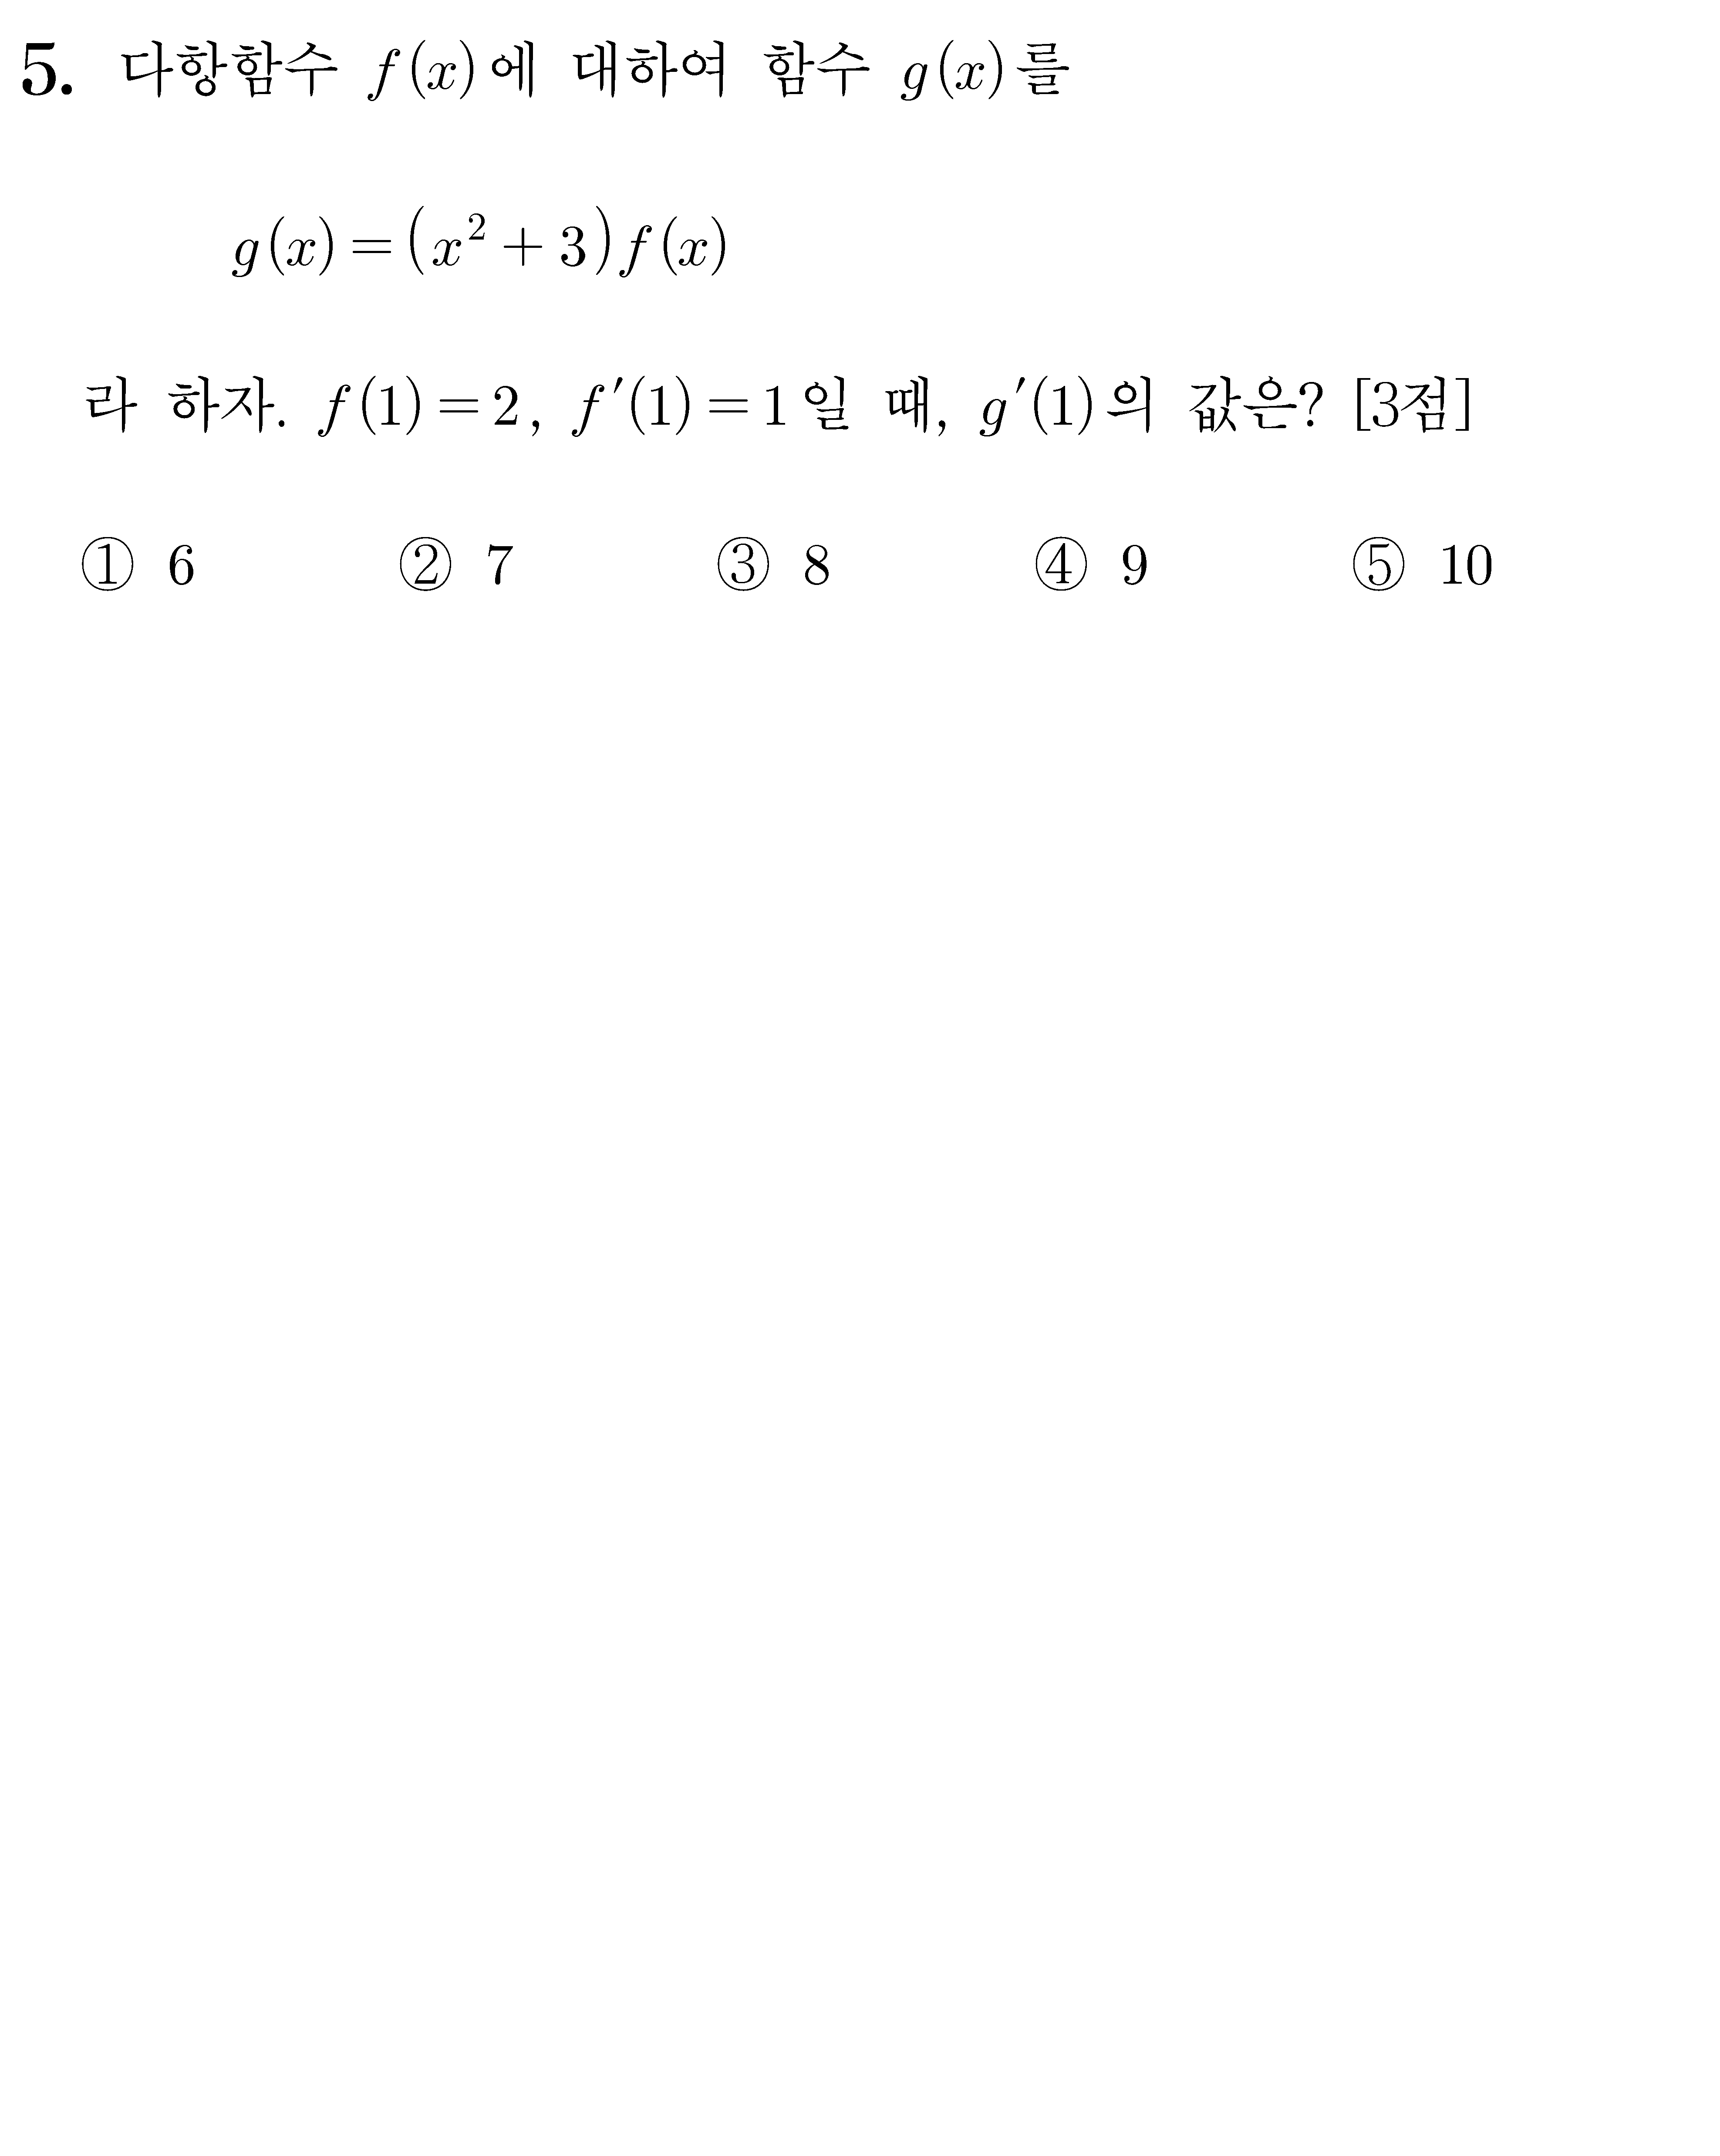 5. 다항함수 f(x)에 대하여 함수 g(x)를
g(x)=(x²+3)f(x)
라 하자. f(1)=2, f′(1)=1일 때, g′(1)의 값은? [3점]
① 6 ② 7 ③ 8 ④ 9 ⑤ 10